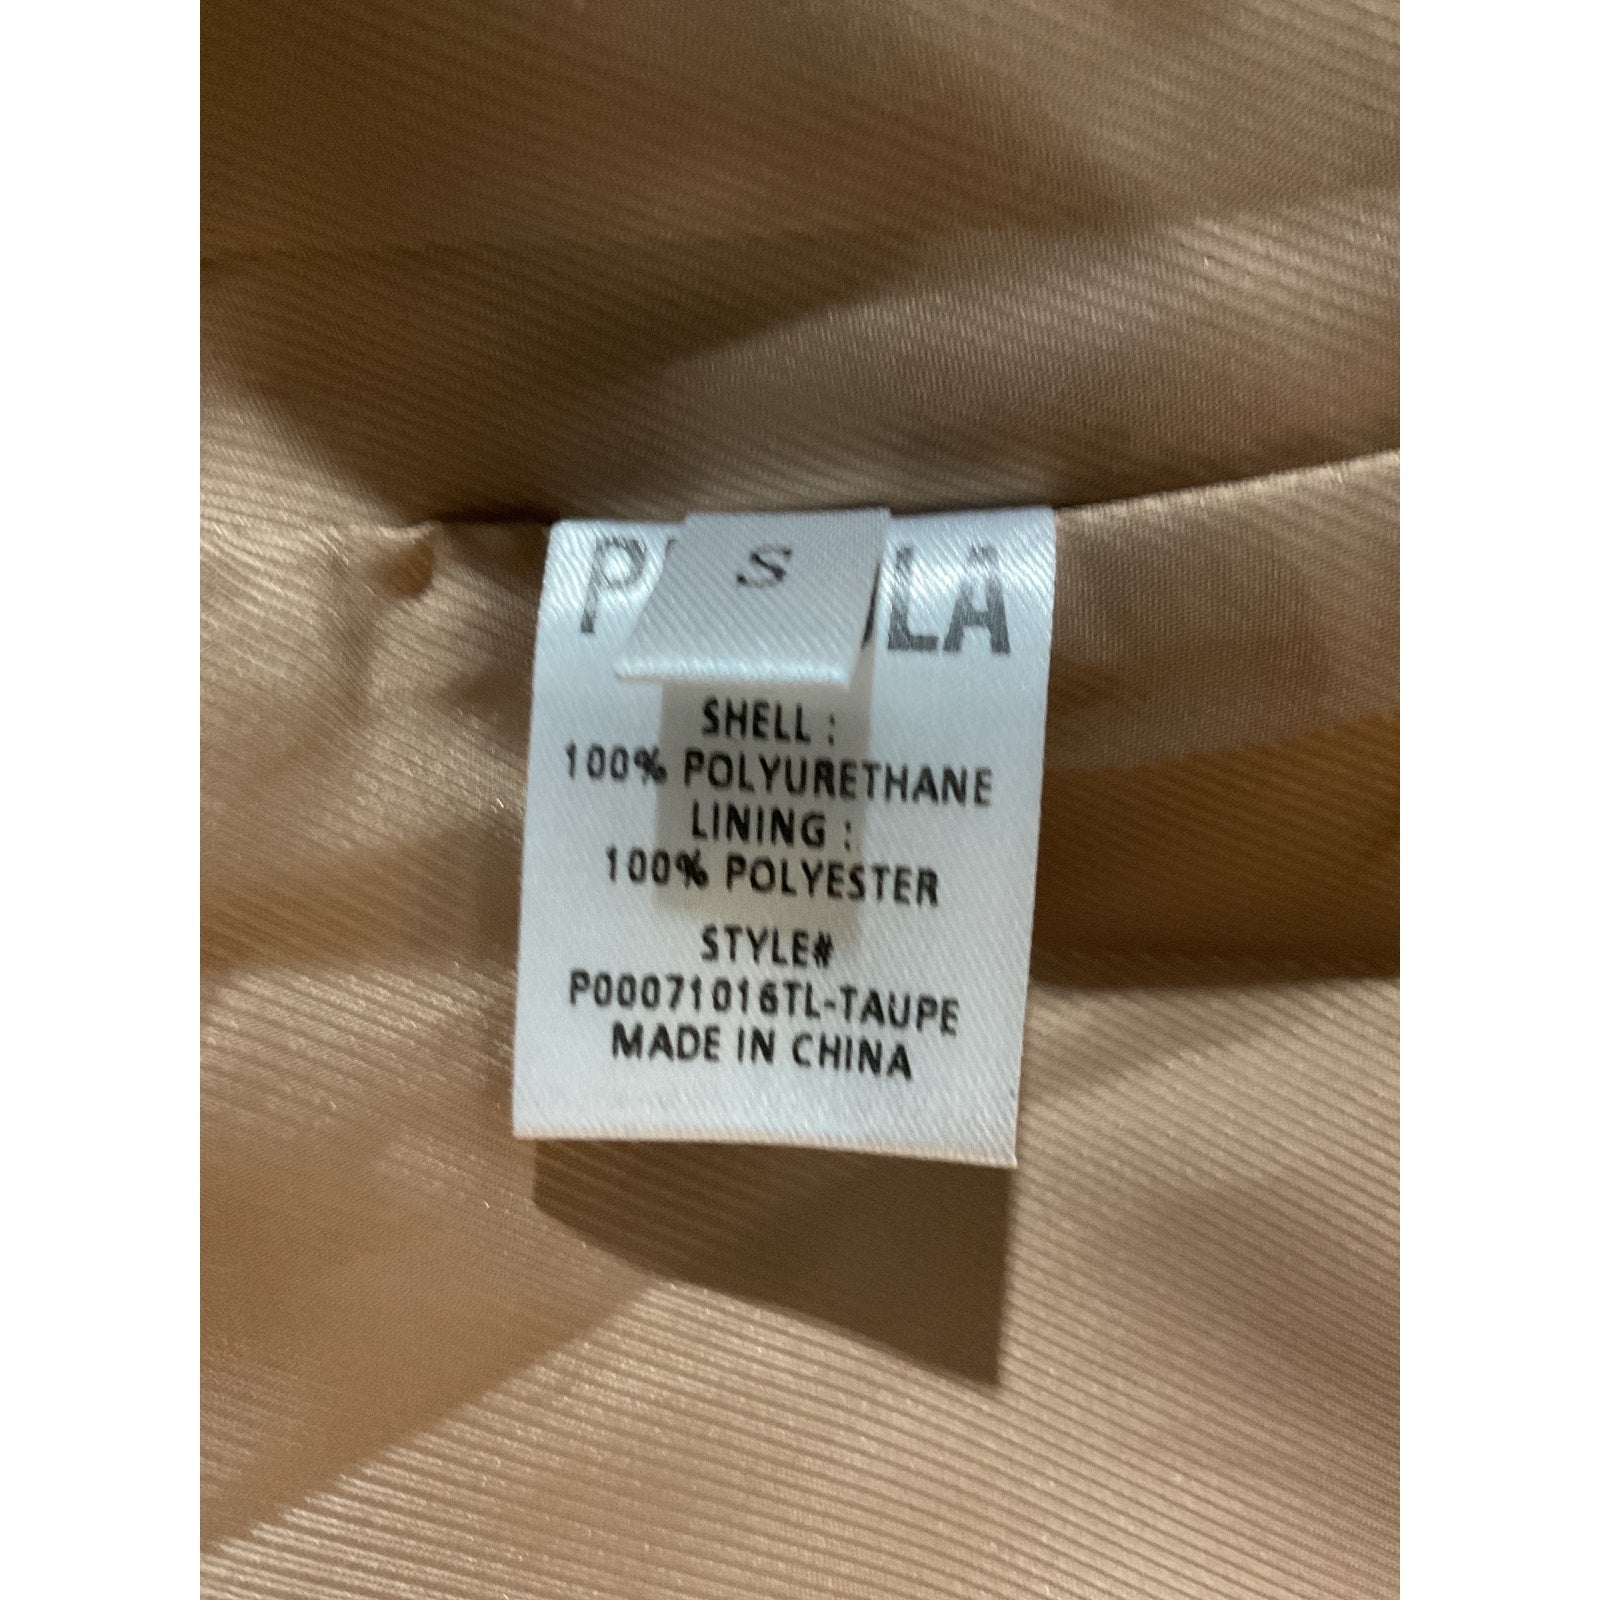 S
SHELL :
100% POLYURETHANE
LINING :
100% POLYESTER
STYLE#
P00071016TL-TAUPE
MADE IN CHINA